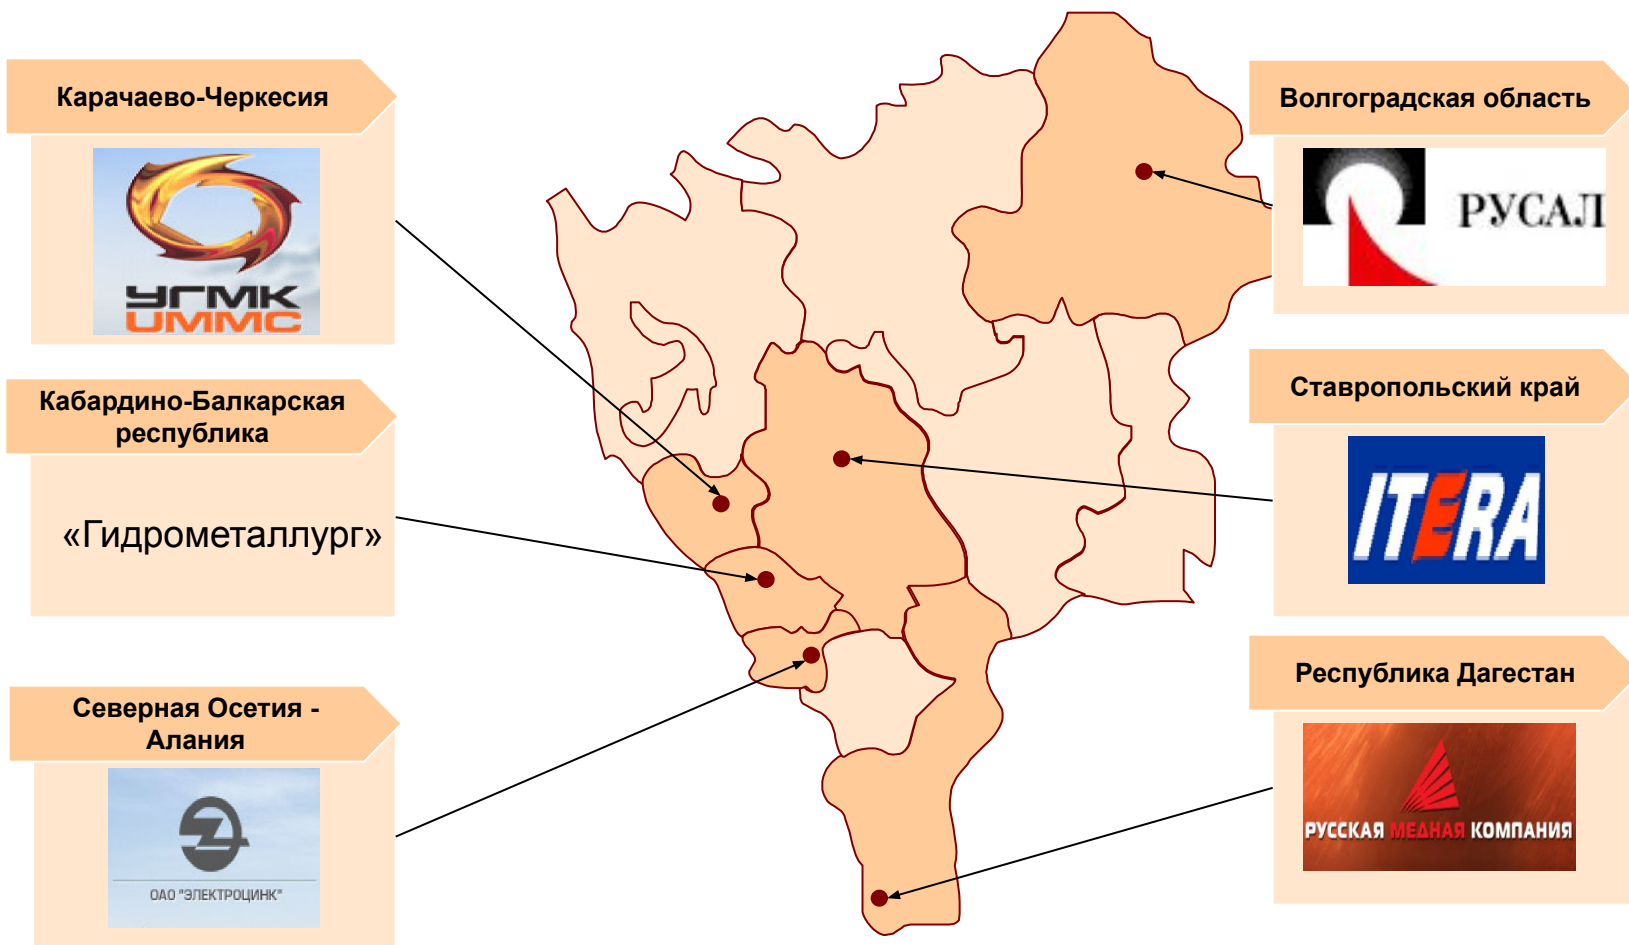 Карачаево-Черкесия
УГМК
UMMC
Кабардино-Балкарская
республика
«Гидрометаллург»
Северная Осетия -
Алания
ОАО "ЭЛЕКТРОЦИНК"
Волгоградская область
РУСАЛ
Ставропольский край
ITERA
Республика Дагестан
РУССКАЯ МЕДНАЯ КОМПАНИЯ